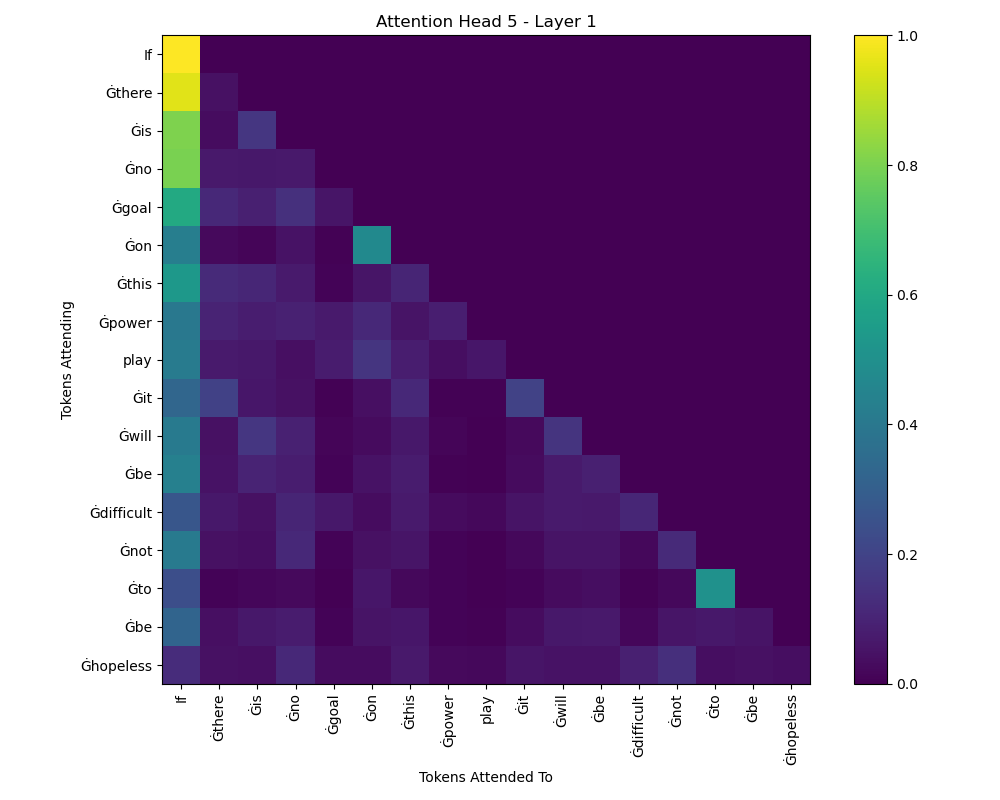 Attention Head 5 - Layer 1
Tokens Attending
If
Ġthere
Ġis
Ġno
Ġgoal
Ġon
Ġthis
Ġpower
play
Ġit
Ġwill
Ġbe
Ġdifficult
Ġnot
Ġto
Ġbe
Ġhopeless
If
Ġthere
Ġis
Ġno
Ġgoal
Ġon
Ġthis
Ġpower
play
Ġit
Ġwill
Ġbe
Ġdifficult
Ġnot
Ġto
Ġbe
Ġhopeless
Tokens Attended To
1.0
0.8
0.6
0.4
0.2
0.0